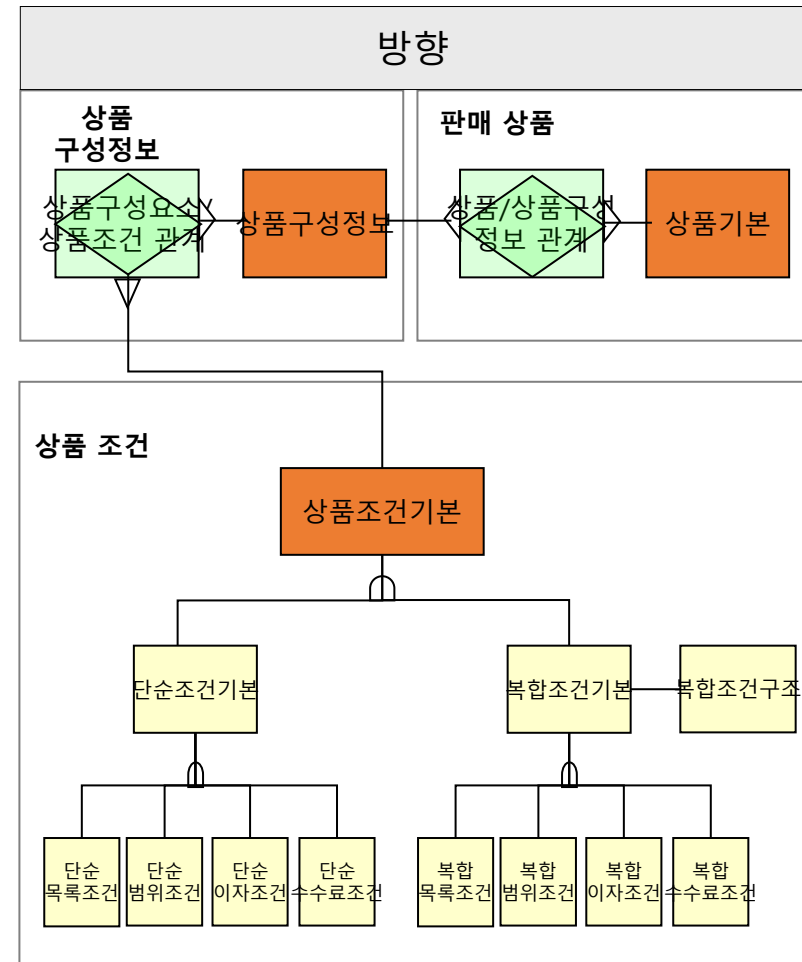 방향
상품
구성정보
판매 상품
상품구성요소/
상품조건 관계
상품구성정보
상품/상품구성
정보 관계
상품기본
상품 조건
상품조건기본
단순조건기본
복합조건기본
복합조건구조
단순
목록조건
단순
범위조건
단순
이자조건
단순
수수료조건
복합
목록조건
복합
범위조건
복합
이자조건
복합
수수료조건